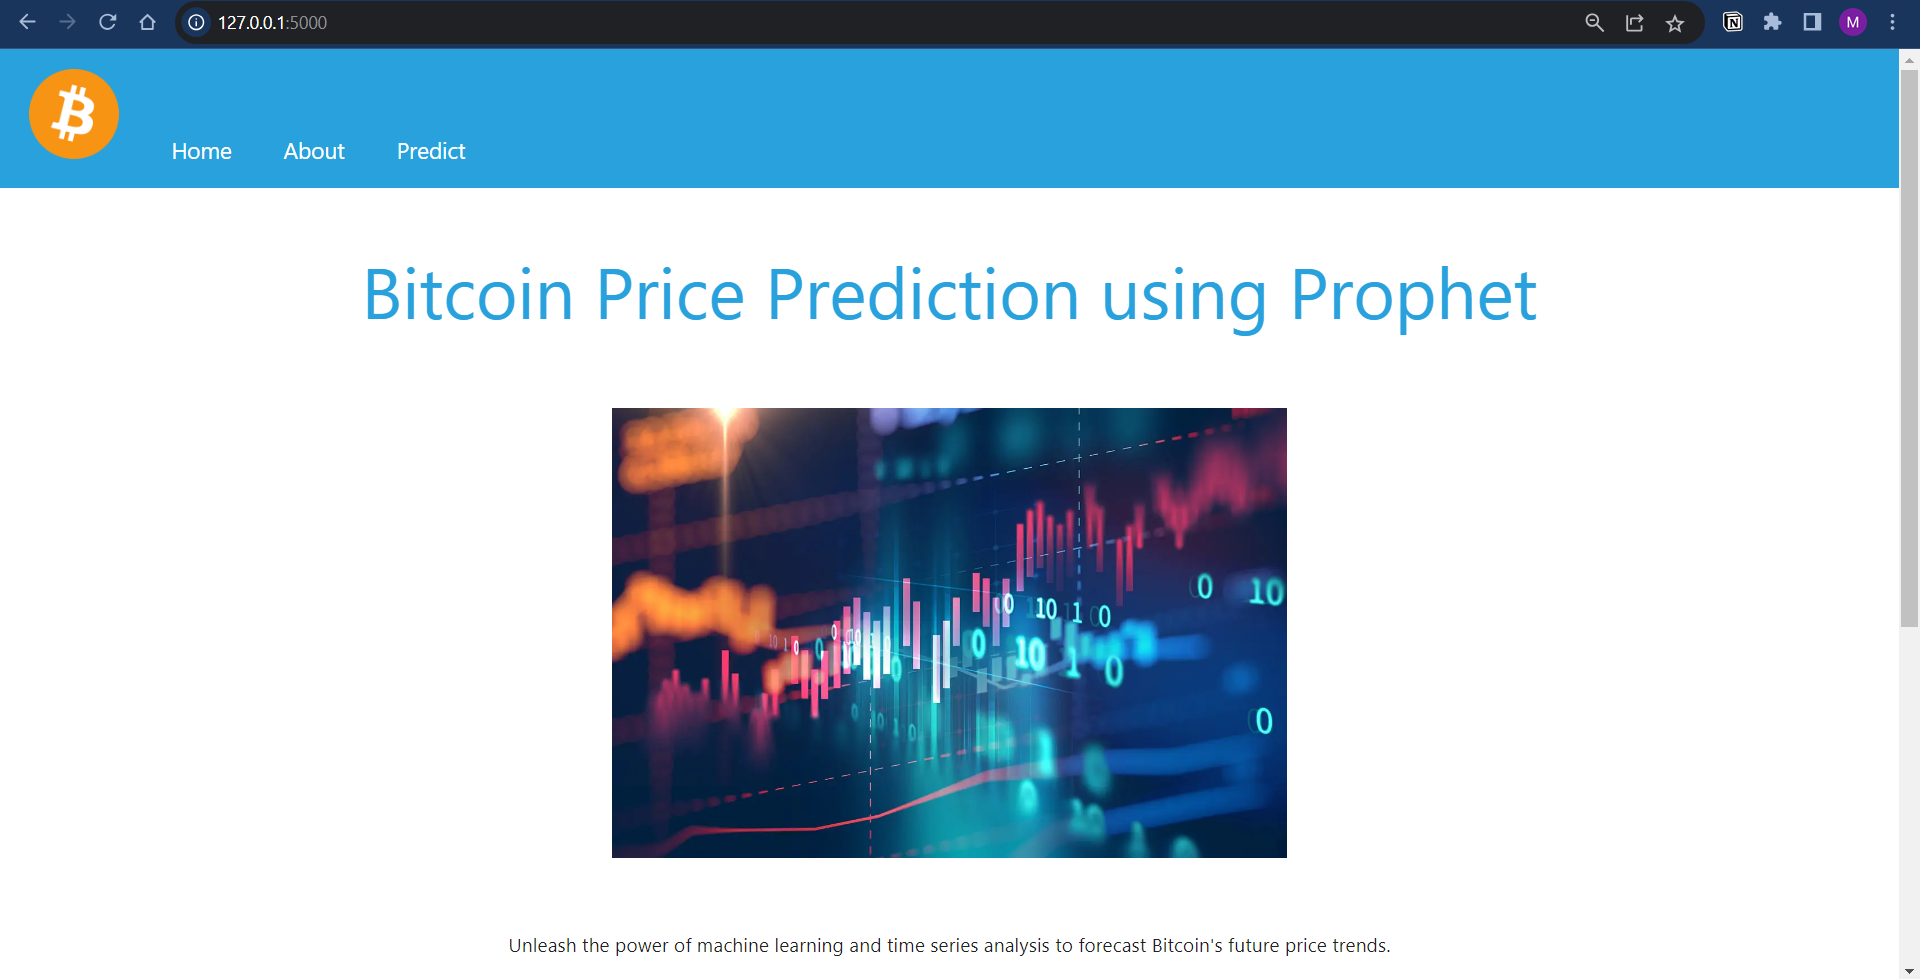 127.0.0.1:5000
M
Home About Predict
Bitcoin Price Prediction using Prophet
0 10
0 10 1 0
0 10 1 0
0
Unleash the power of machine learning and time series analysis to forecast Bitcoin's future price trends.